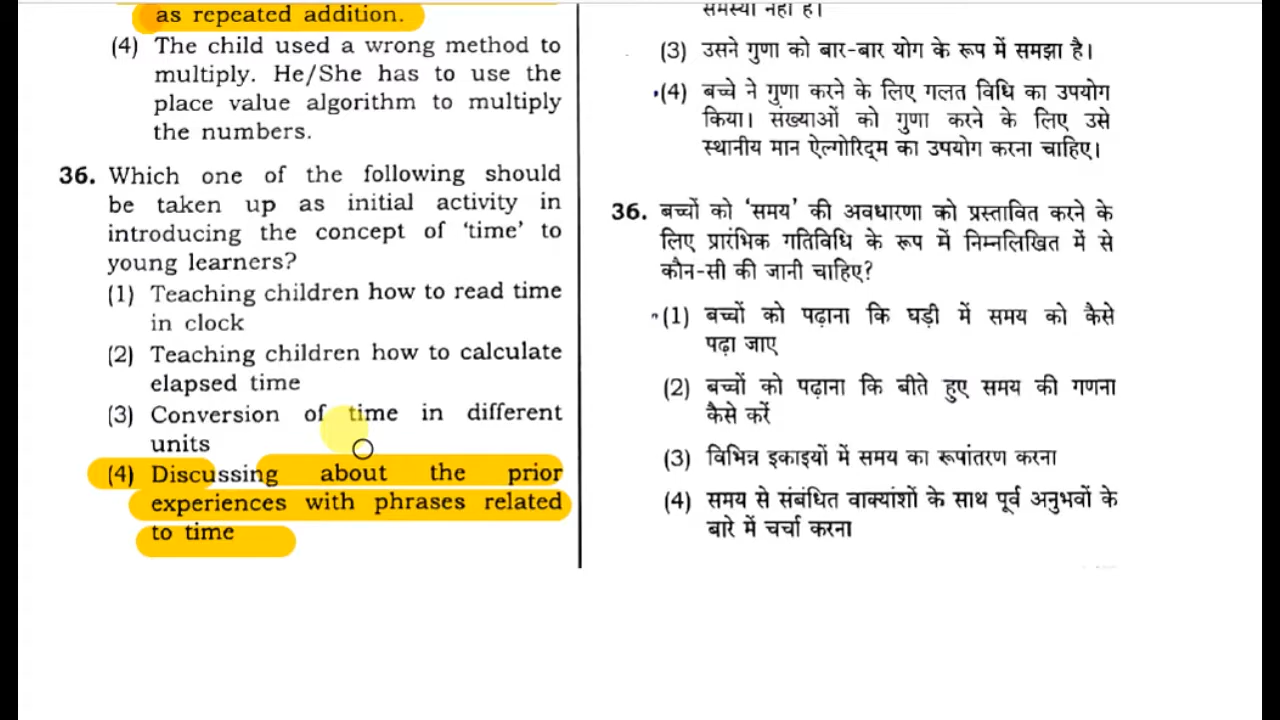 as repeated addition.
(4) The child used a wrong method to
multiply. He/She has to use the
place value algorithm to multiply
the numbers.
36. Which one of the following should
be taken up as initial activity in
introducing the concept of ‘time’ to
young learners?
(1) Teaching children how to read time
in clock
(2) Teaching children how to calculate
elapsed time
(3) Conversion of time in different
units
(4) Discussing about the prior
experiences with phrases related
to time
समस्या नहीं है।
(3) उसने गुणा को बार-बार योग के रूप में समझा है।
(4) बच्चे ने गुणा करने के लिए गलत विधि का उपयोग
किया। संख्याओं को गुणा करने के लिए उसे
स्थानीय मान ऐल्गोरिद्म का उपयोग करना चाहिए।
36. बच्चों को ‘समय’ की अवधारणा को प्रस्तावित करने के
लिए प्रारंभिक गतिविधि के रूप में निम्नलिखित में से
कौन-सी की जानी चाहिए?
(1) बच्चों को पढ़ाना कि घड़ी में समय को कैसे
पढ़ा जाए
(2) बच्चों को पढ़ाना कि बीते हुए समय की गणना
कैसे करें
(3) विभिन्न इकाइयों में समय का रूपांतरण करना
(4) समय से संबंधित वाक्यांशों के साथ पूर्व अनुभवों के
बारे में चर्चा करना